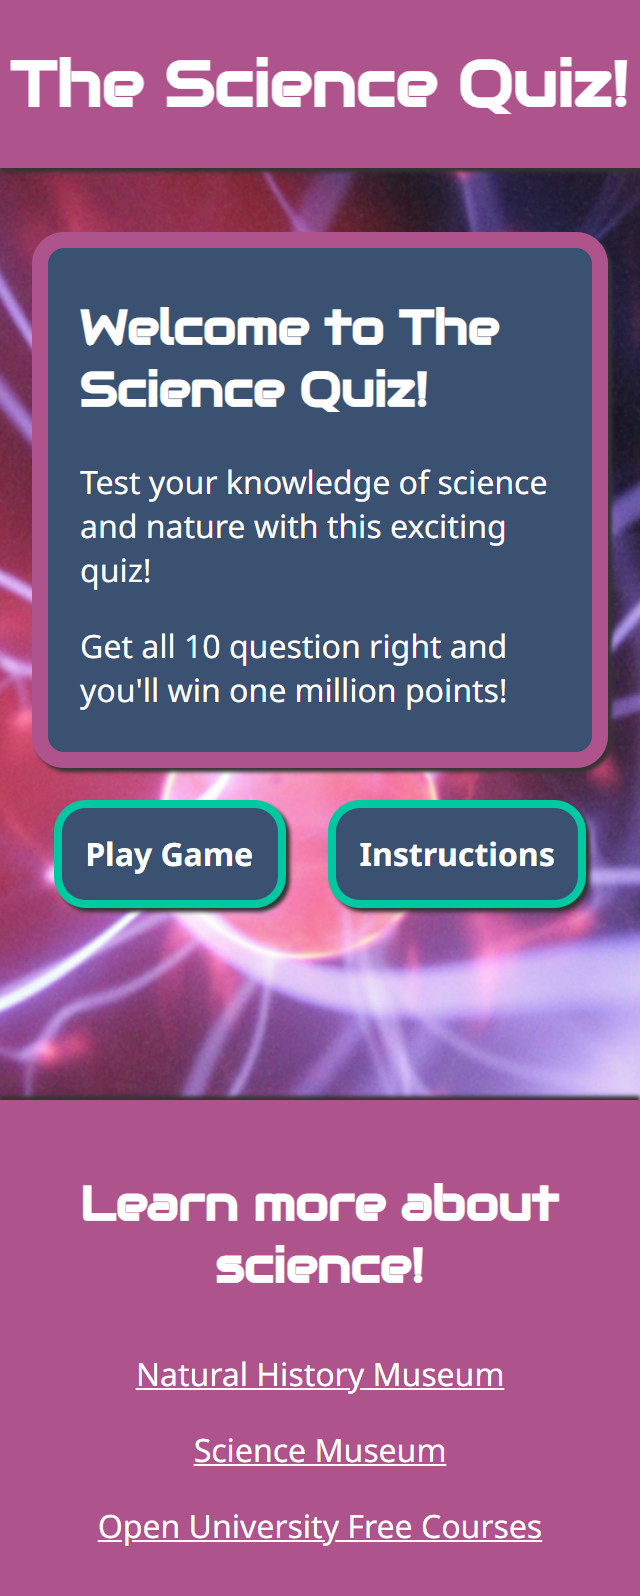 The Science Quiz!
Welcome to The
Science Quiz!
Test your knowledge of science
and nature with this exciting
quiz!
Get all 10 question right and
you'll win one million points!
Play Game
Instructions
Learn more about
science!
Natural History Museum
Science Museum
Open University Free Courses